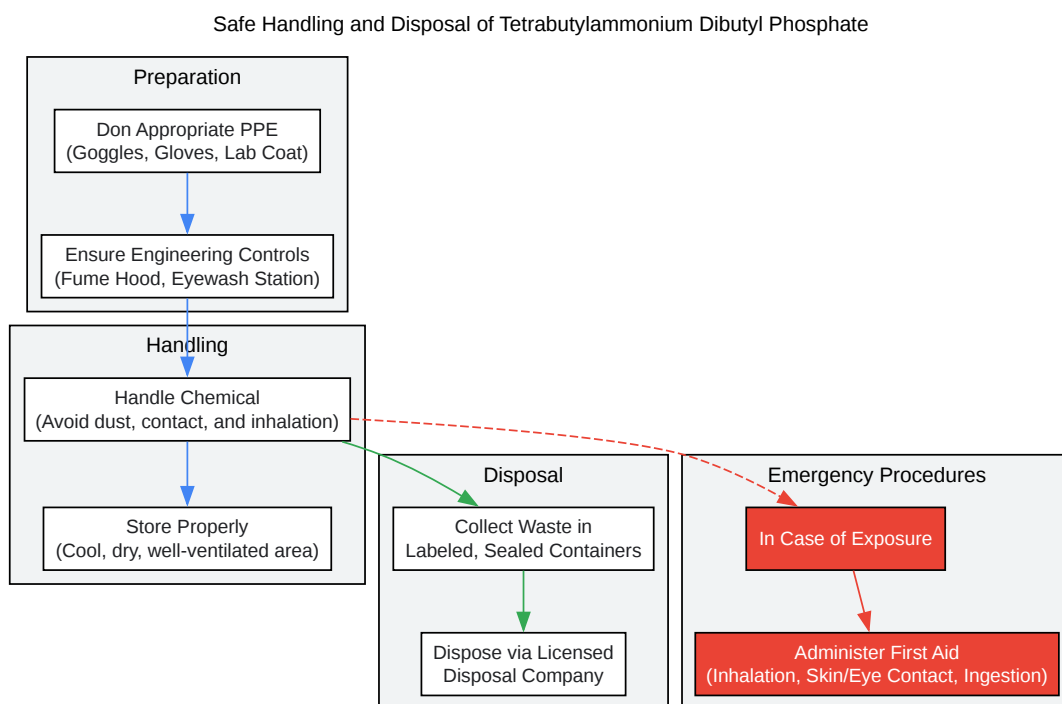 Safe Handling and Disposal of Tetrabutylammonium Dibutyl Phosphate
Preparation
Don Appropriate PPE
(Goggles, Gloves, Lab Coat)
Ensure Engineering Controls
(Fume Hood, Eyewash Station)
Handling
Handle Chemical
(Avoid dust, contact, and inhalation)
Store Properly
(Cool, dry, well-ventilated area)
Disposal
Collect Waste in
Labeled, Sealed Containers
Dispose via Licensed
Disposal Company
Emergency Procedures
In Case of Exposure
Administer First Aid
(Inhalation, Skin/Eye Contact, Ingestion)